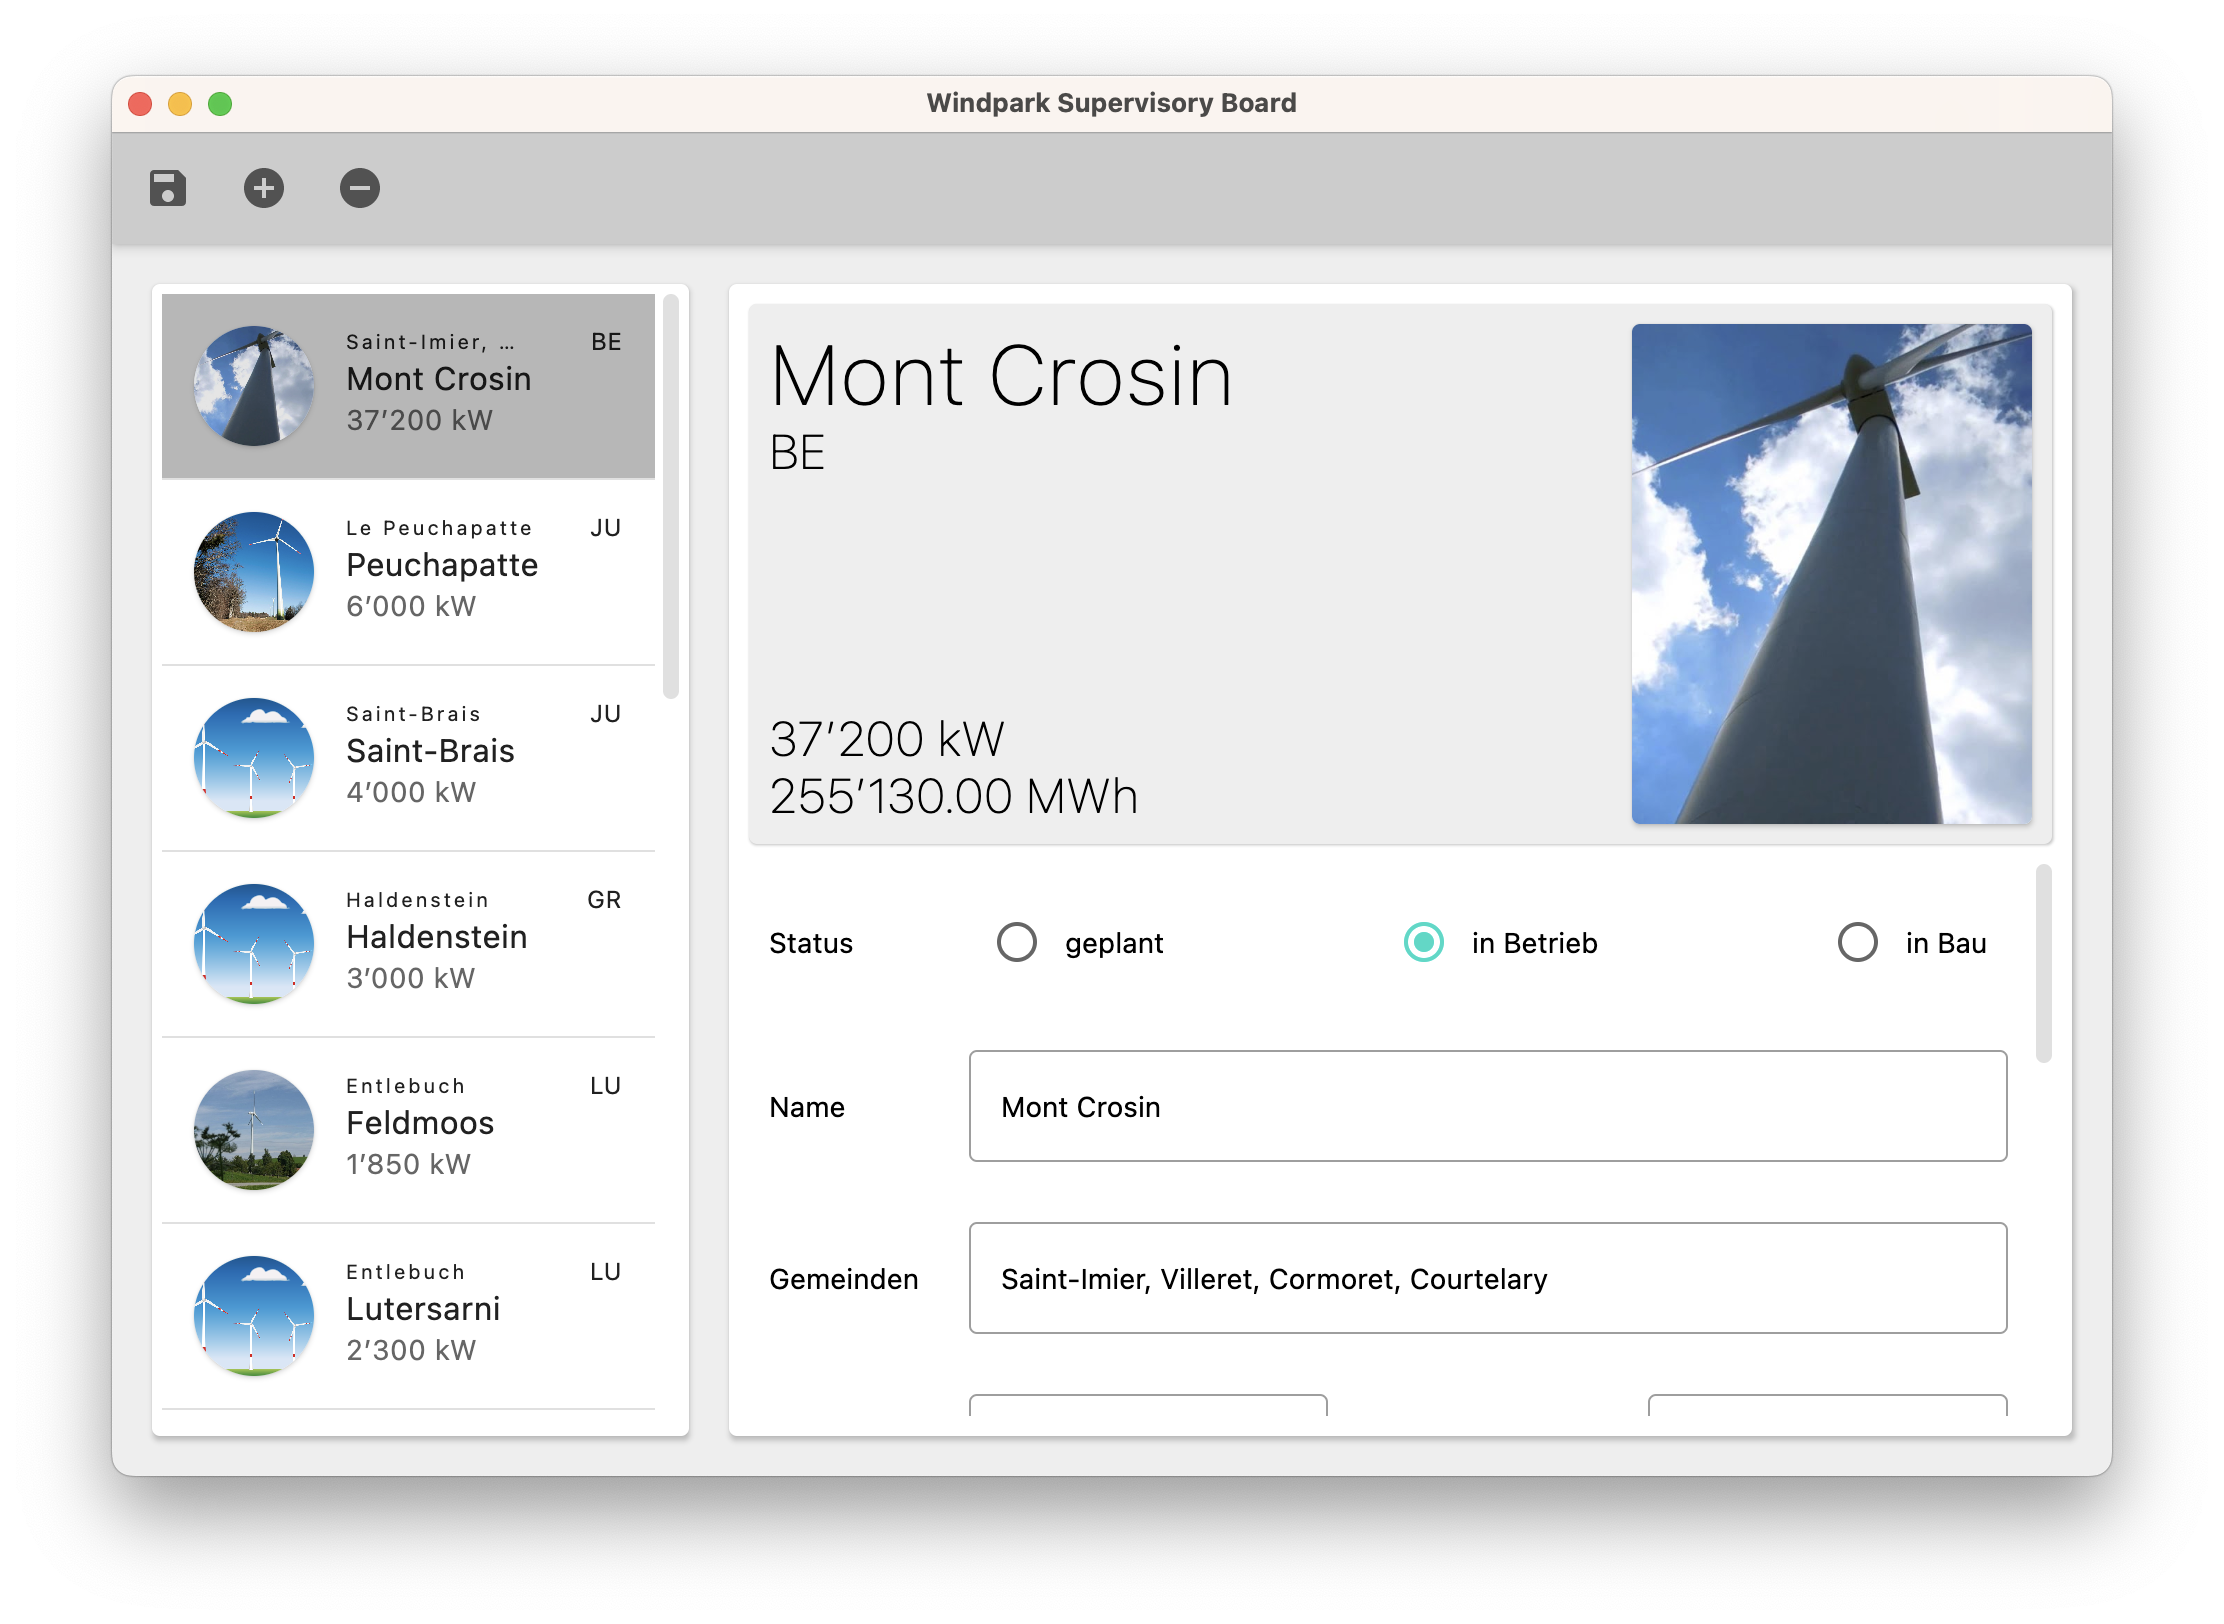 Windpark Supervisory Board
Saint-Imier, ... BE
Mont Crosin
37’200 kW
Le Peuchapatte JU
Peuchapatte
6’000 kW
Saint-Brais JU
Saint-Brais
4’000 kW
Haldenstein GR
Haldenstein
3’000 kW
Entlebuch LU
Feldmoos
1’850 kW
Entlebuch LU
Lutersarni
2’300 kW
Mont Crosin
BE
37’200 kW
255’130.00 MWh
Status geplant in Betrieb in Bau
Name Mont Crosin
Gemeinden Saint-Imier, Villeret, Cormoret, Courtelary